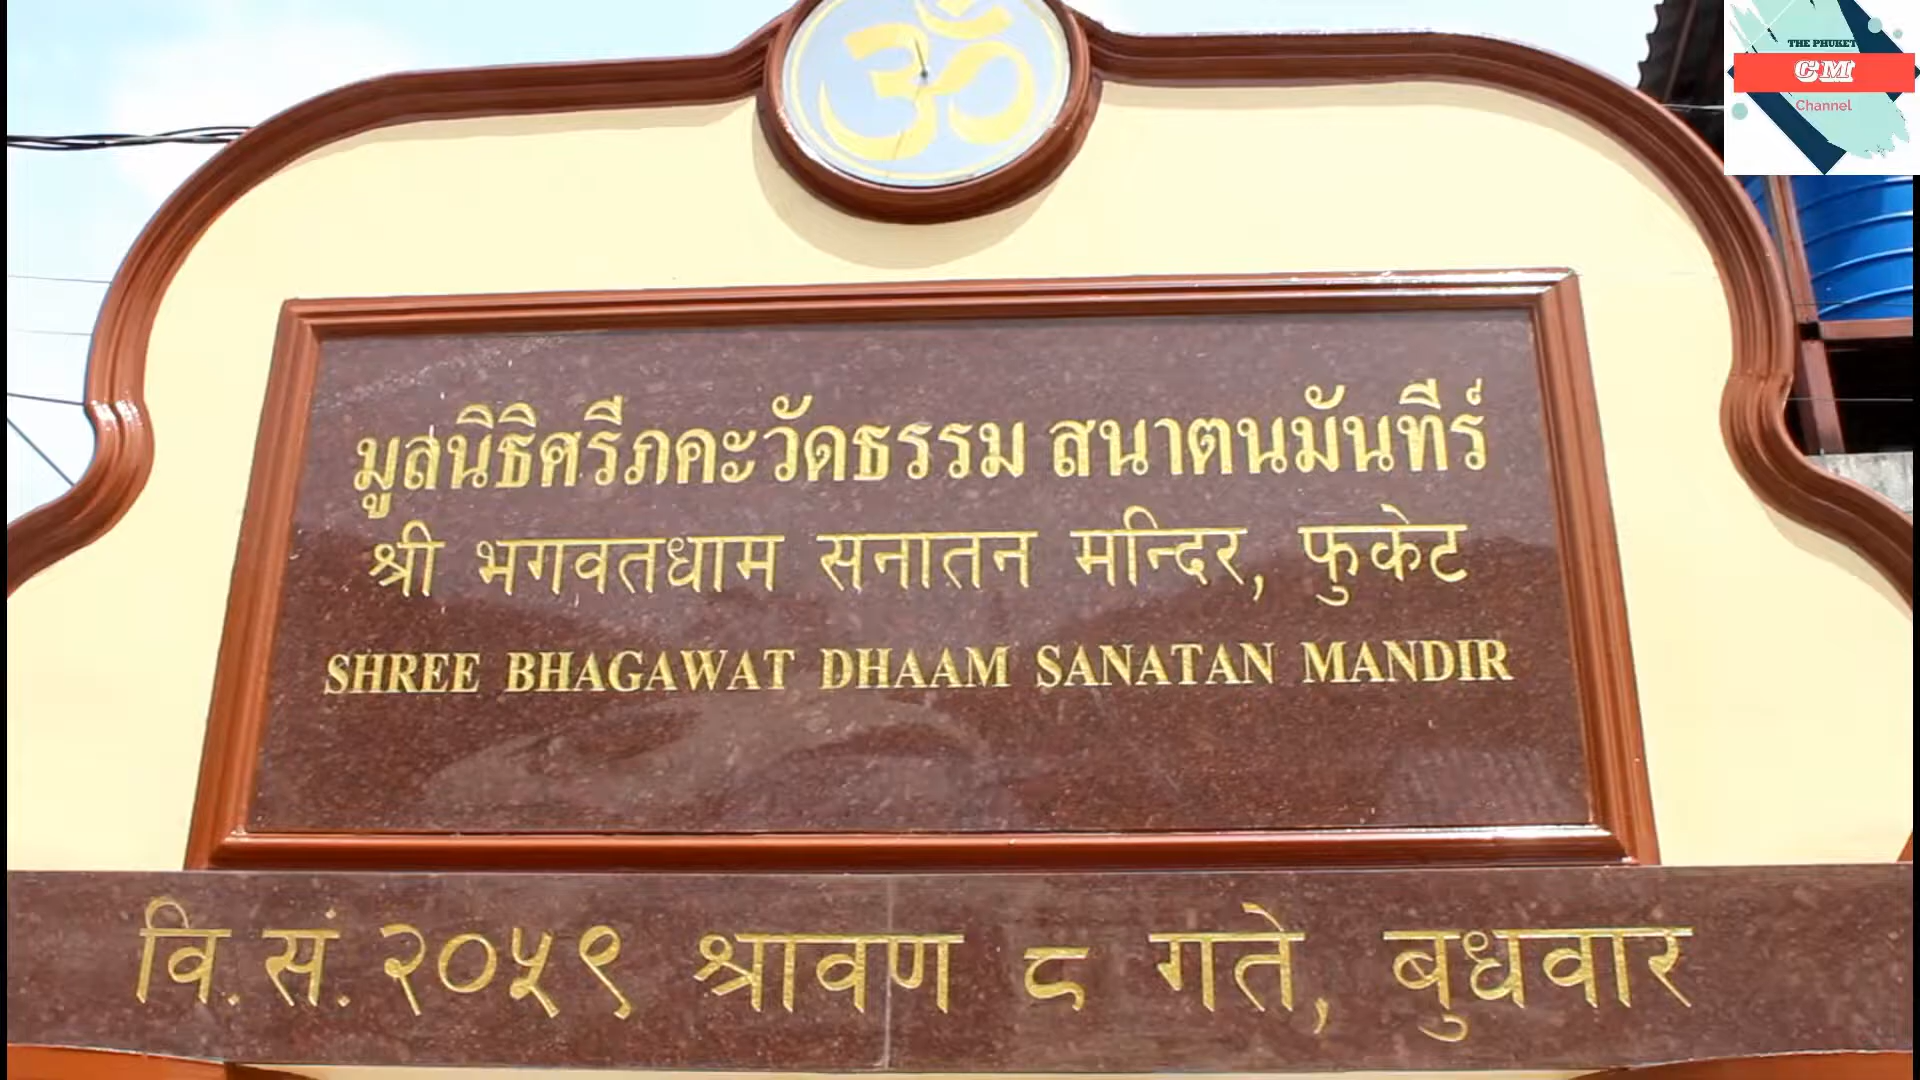 ॐ
THE PHUKET
CM
Channel
มูลนิธิศรีภคะวัดธรรม สนาตนมันทีร์
श्री भगवतधाम सनातन मन्दिर, फुकेट
SHREE BHAGAWAT DHAAM SANATAN MANDIR
वि. सं. २०५९ श्रावण ८ गते, बुधवार